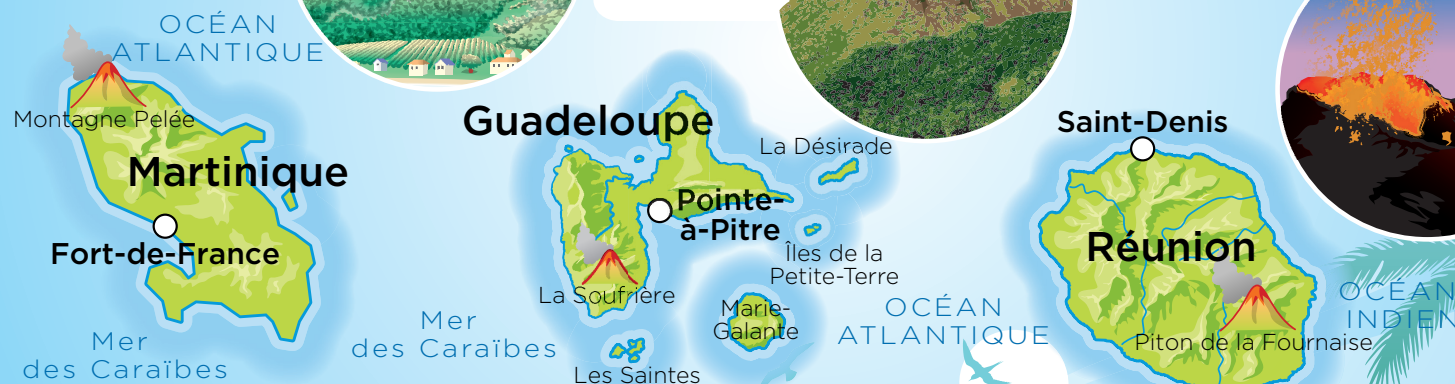 OCÉAN
ATLANTIQUE
Montagne Pelée
Martinique
Fort-de-France
Mer
des Caraïbes
Guadeloupe
La Désirade
Pointe-
à-Pitre
Îles de la
Petite-Terre
La Soufrière
Marie-
Galante
Mer
des Caraïbes
Les Saintes
OCÉAN
ATLANTIQUE
Saint-Denis
Réunion
Piton de la Fournaise
OCÉAN
INDIEN